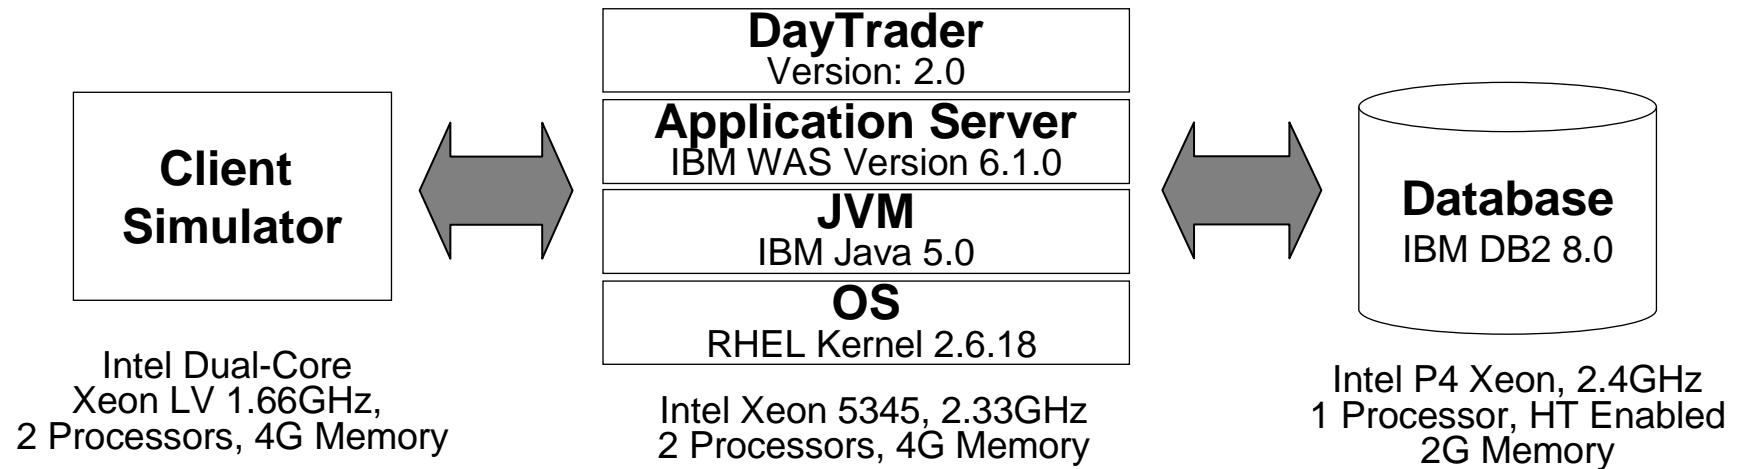 Client
Simulator
Intel Dual-Core
Xeon LV 1.66GHz,
2 Processors, 4G Memory
DayTrader
Version: 2.0
Application Server
IBM WAS Version 6.1.0
JVM
IBM Java 5.0
OS
RHEL Kernel 2.6.18
Intel Xeon 5345, 2.33GHz
2 Processors, 4G Memory
Database
IBM DB2 8.0
Intel P4 Xeon, 2.4GHz
1 Processor, HT Enabled
2G Memory